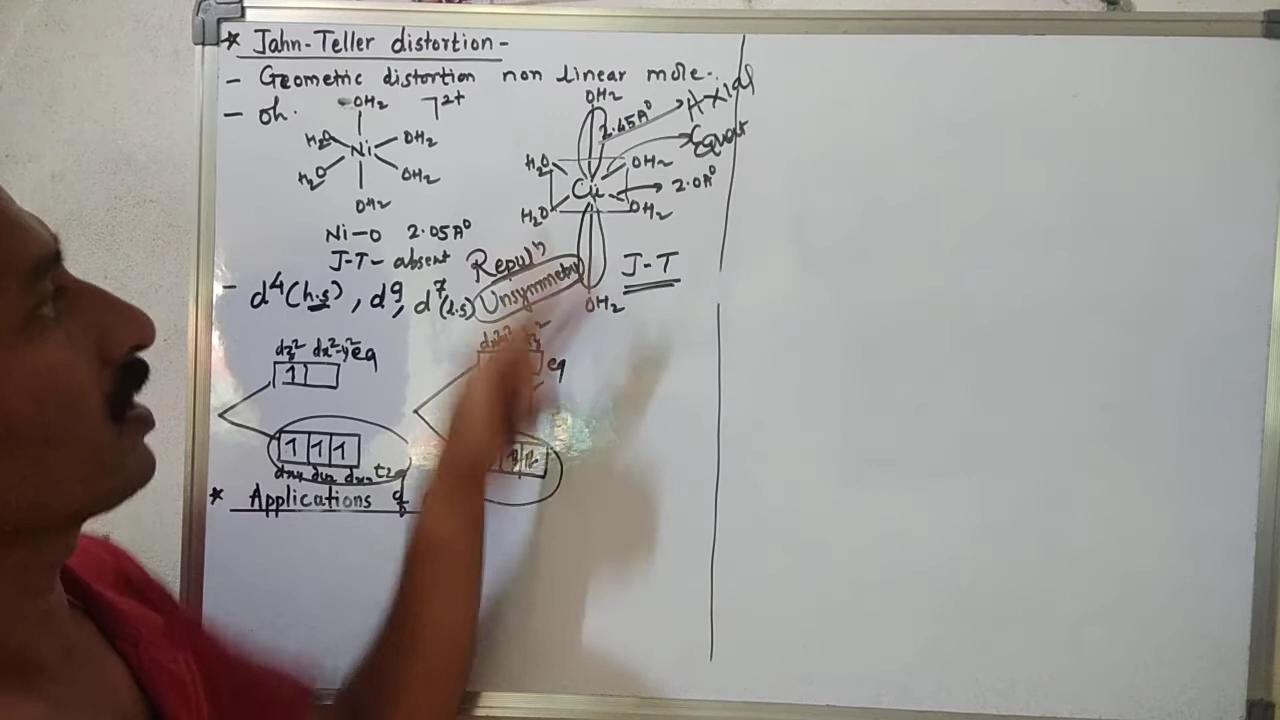 * Jahn-Teller distortion -
- Geometric distortion non linear mole.
- oh.
OH2 ⎤2+
H2O Ni OH2
H2O OH2
OH2
Ni-O 2.05A°
J-T- absent
OH2
2.45A° Axial
Equat
H2O OH2
Cu 2.0A°
H2O OH2
OH2
J-T
Repulⁿ
- d4(h.s), d9, d7(l.s) Unsymmetry
dz2 dx2-y2 eg
1
1 1 1
dxy dyz dxz t2g
eg
* Applications of